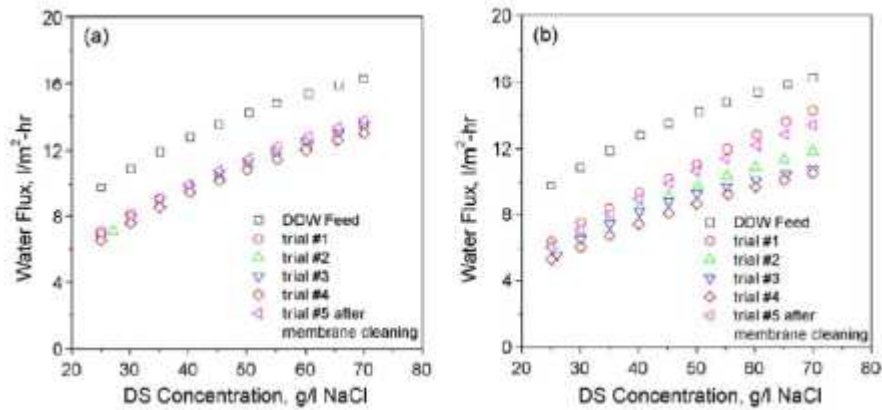 (a)
20
16
12
8
4
0
Water Flux, l/m²-hr
DDW Feed
trial #1
trial #2
trial #3
trial #4
trial #5 after
membrane cleaning
20 30 40 50 60 70 80
DS Concentration, g/l NaCl
(b)
20
16
12
8
4
0
Water Flux, l/m²-hr
DDW Feed
trial #1
trial #2
trial #3
trial #4
trial #5 after
membrane cleaning
20 30 40 50 60 70 80
DS Concentration, g/l NaCl